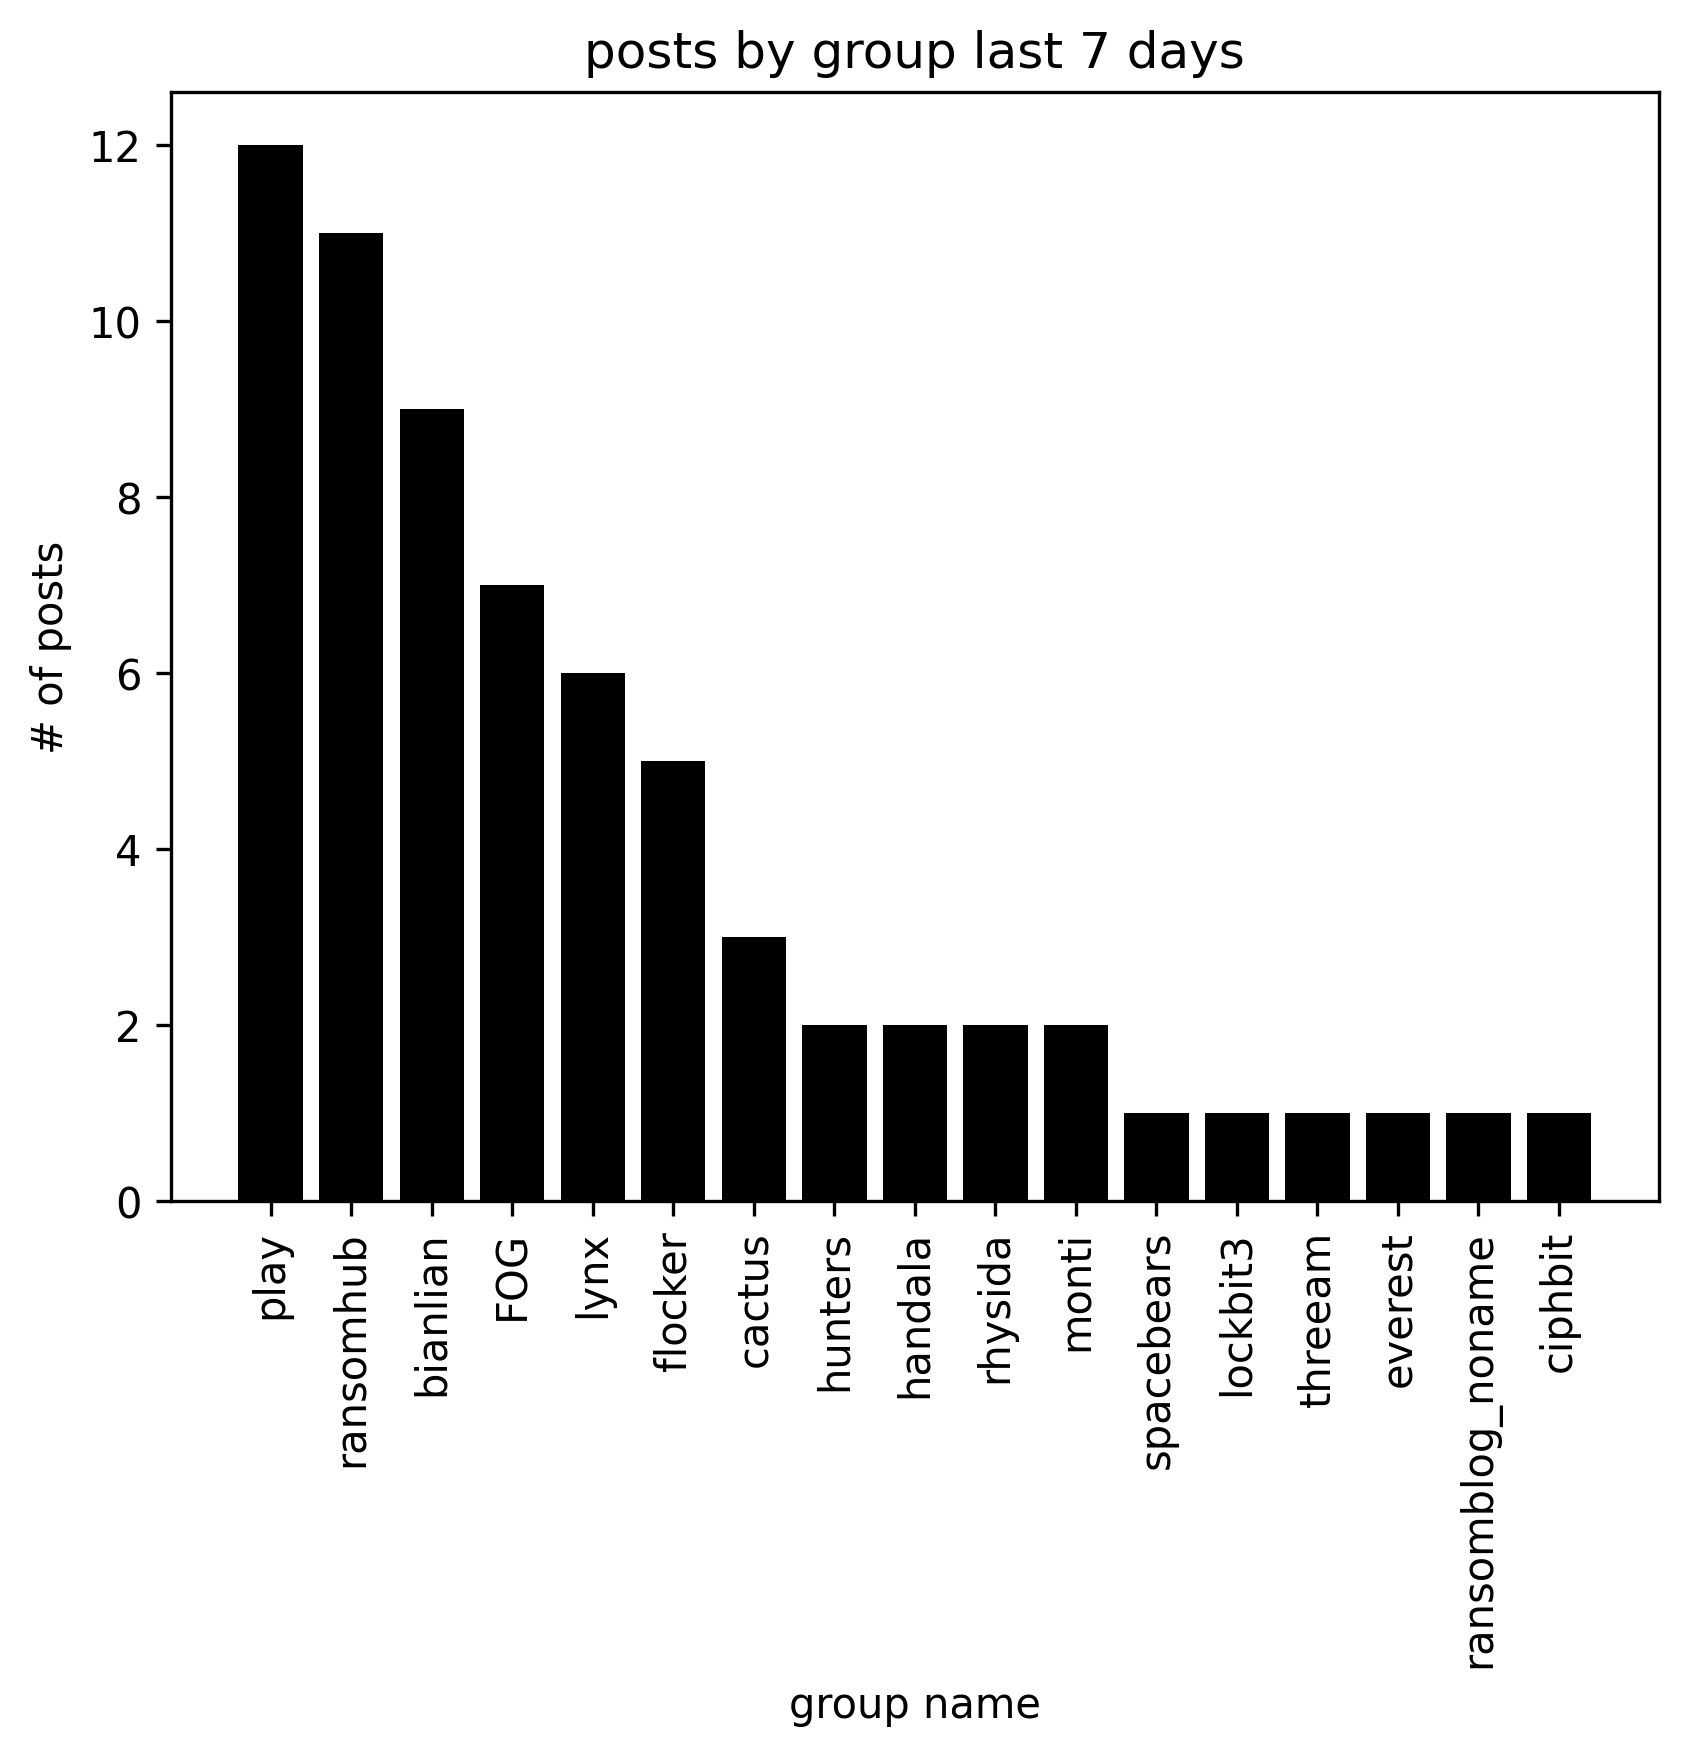 posts by group last 7 days
12
10
8
6
4
2
0
# of posts
play
ransomhub
bianlian
FOG
lynx
flocker
cactus
hunters
handala
rhysida
monti
spacebears
lockbit3
threeam
everest
ransomblog_noname
ciphbit
group name